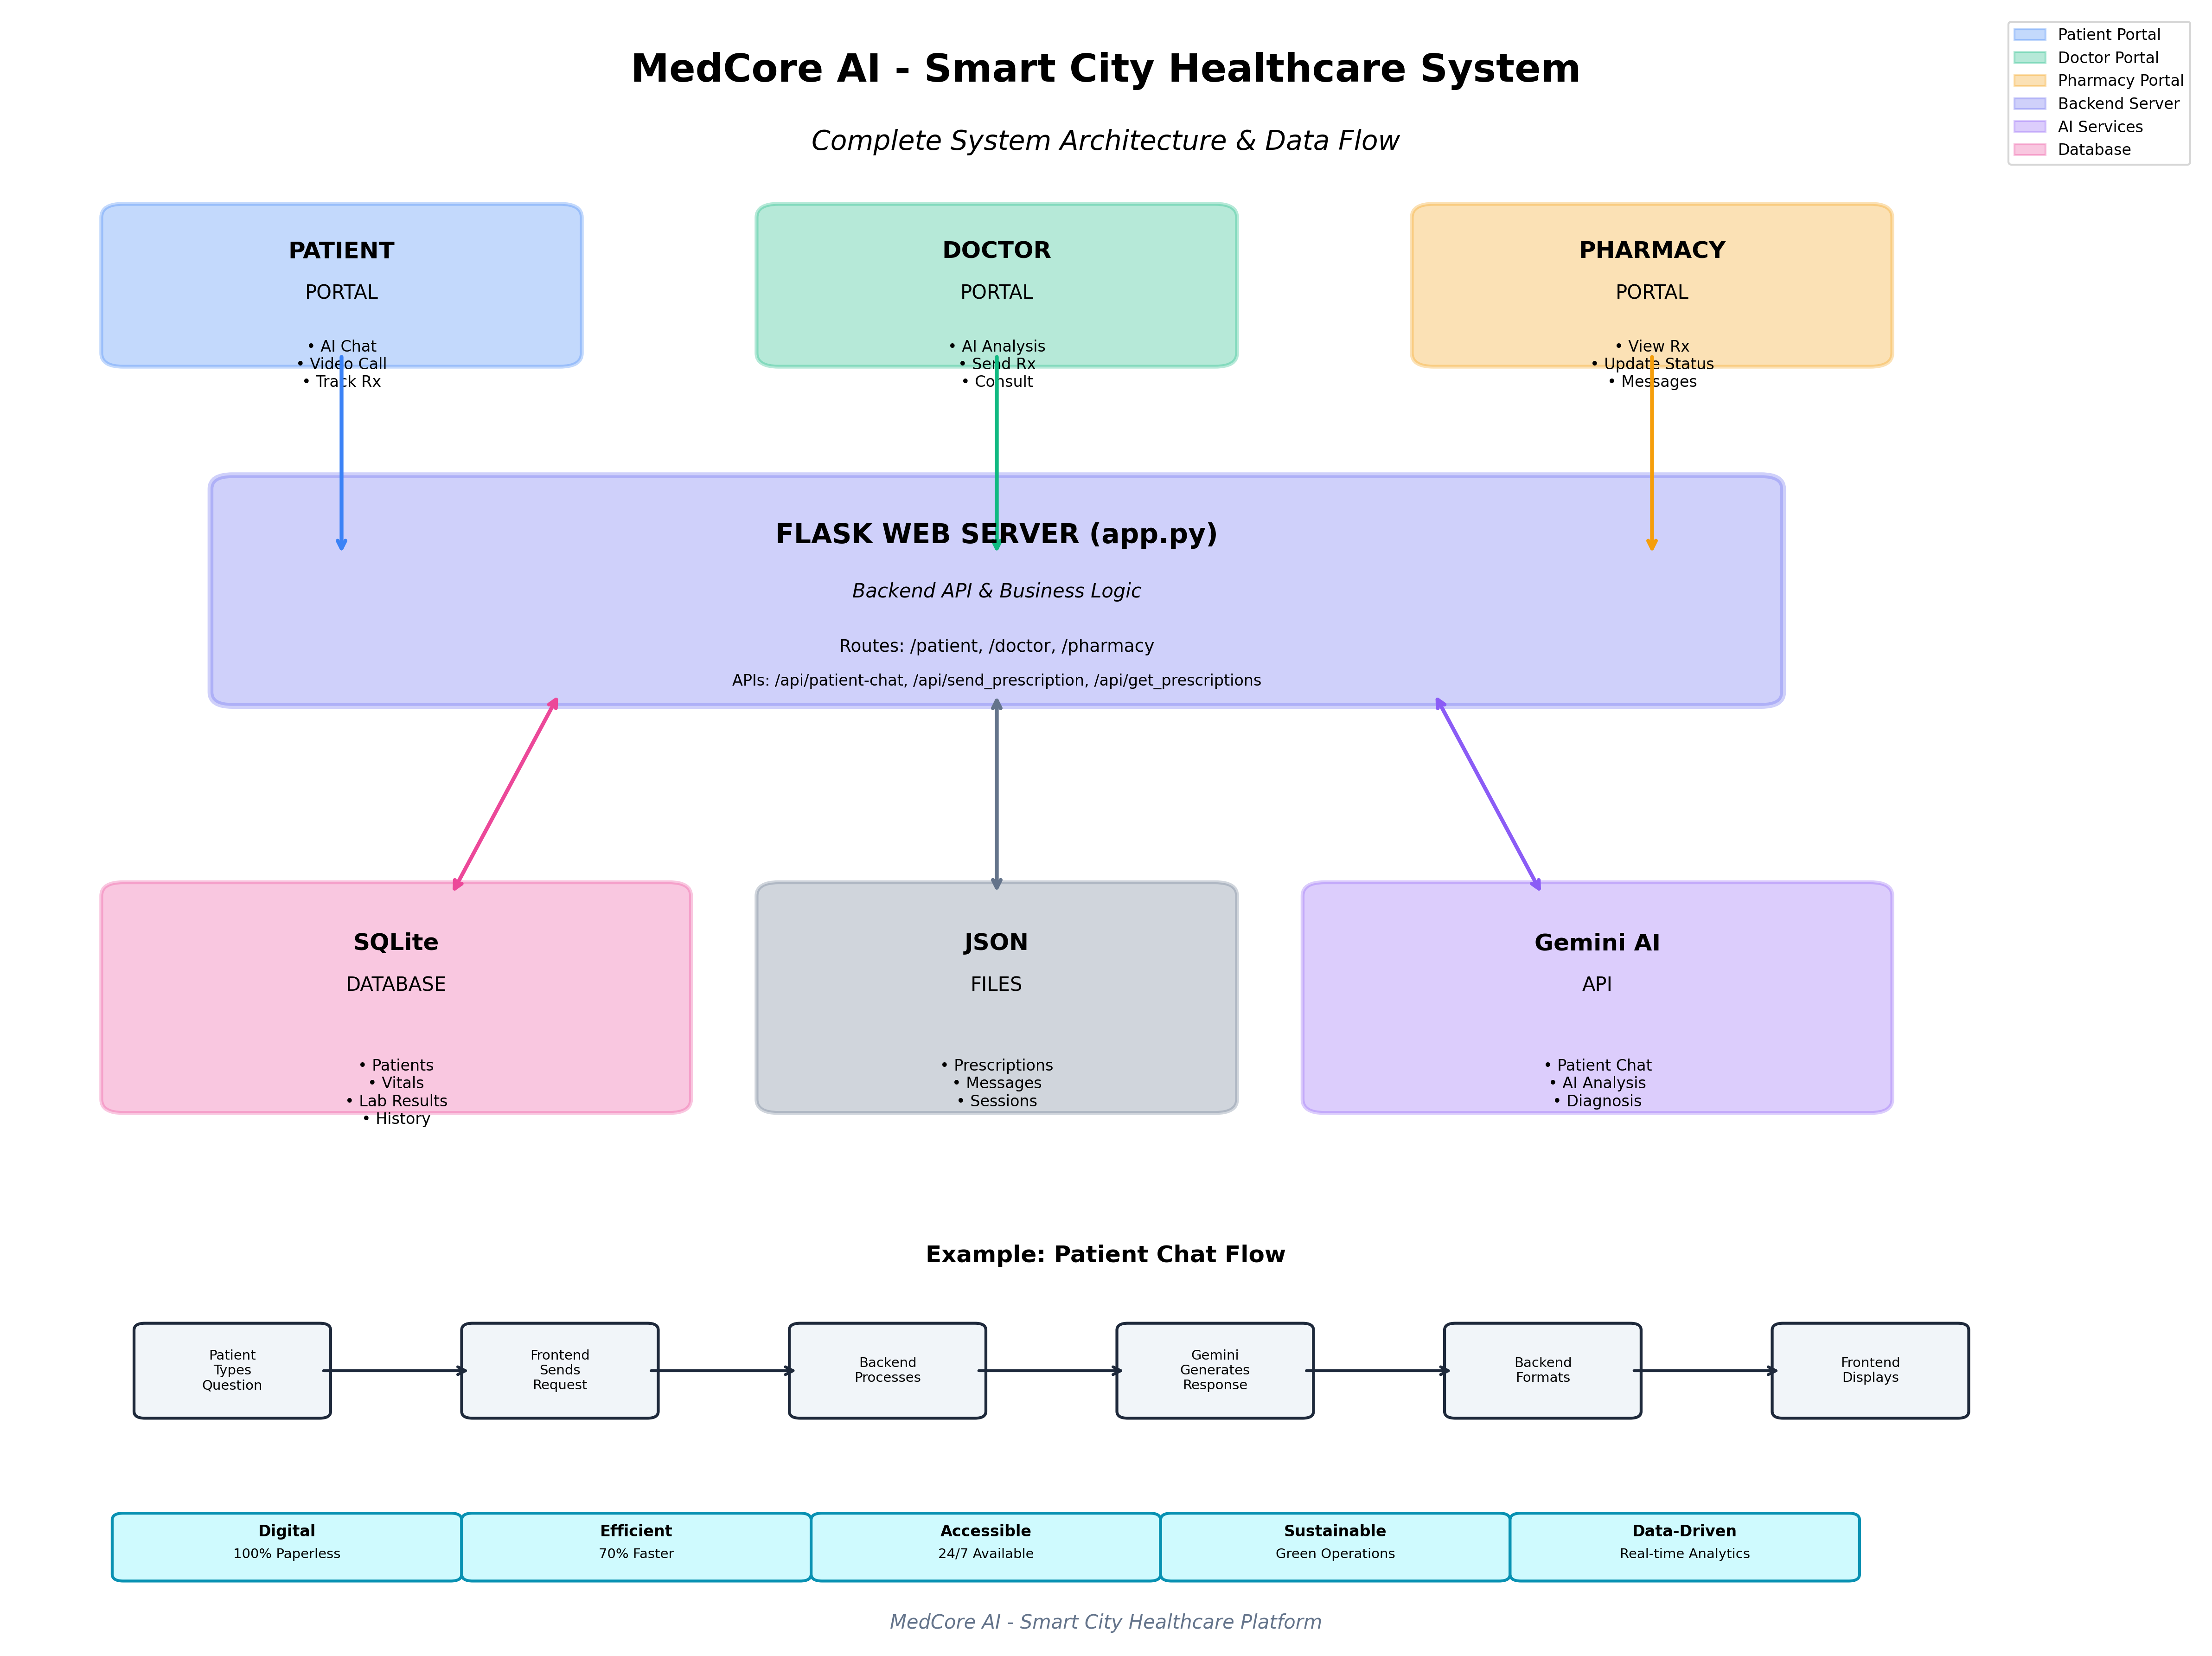 MedCore AI - Smart City Healthcare System
Complete System Architecture & Data Flow
Patient Portal
Doctor Portal
Pharmacy Portal
Backend Server
AI Services
Database
PATIENT
PORTAL
• AI Chat
• Video Call
• Track Rx
DOCTOR
PORTAL
• AI Analysis
• Send Rx
• Consult
PHARMACY
PORTAL
• View Rx
• Update Status
• Messages
FLASK WEB SERVER (app.py)
Backend API & Business Logic
Routes: /patient, /doctor, /pharmacy
APIs: /api/patient-chat, /api/send_prescription, /api/get_prescriptions
SQLite
DATABASE
• Patients
• Vitals
• Lab Results
• History
JSON
FILES
• Prescriptions
• Messages
• Sessions
Gemini AI
API
• Patient Chat
• AI Analysis
• Diagnosis
Example: Patient Chat Flow
Patient
Types
Question
Frontend
Sends
Request
Backend
Processes
Gemini
Generates
Response
Backend
Formats
Frontend
Displays
Digital
100% Paperless
Efficient
70% Faster
Accessible
24/7 Available
Sustainable
Green Operations
Data-Driven
Real-time Analytics
MedCore AI - Smart City Healthcare Platform